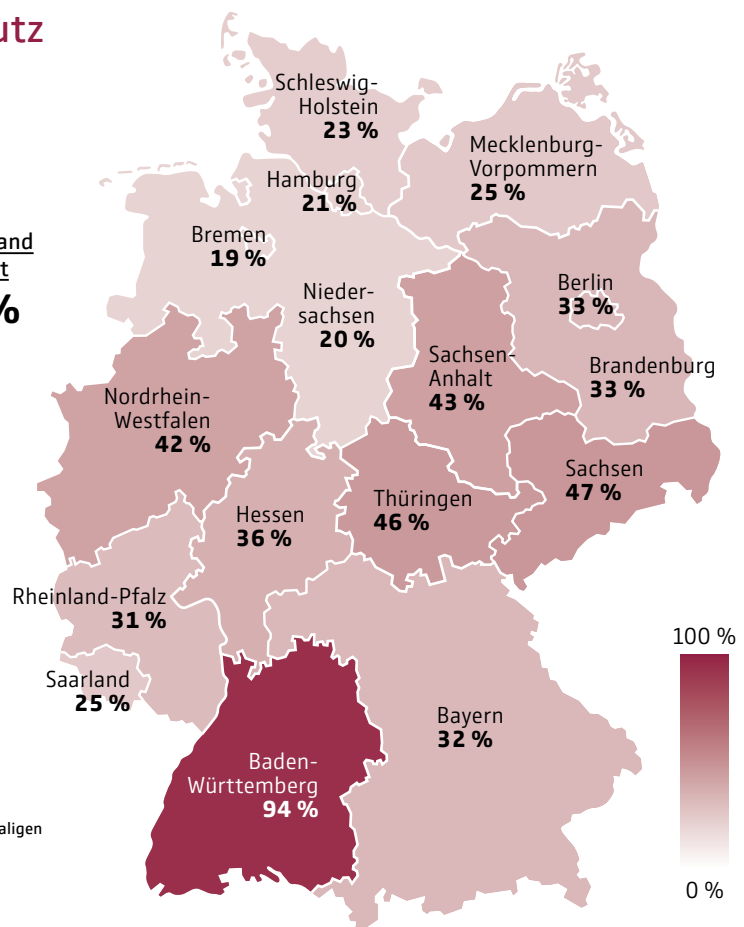 utz
Schleswig-
Holstein
23 %
Mecklenburg-
Vorpommern
25 %
Hamburg
21 %
Bremen
19 %
and
t
%
Nieder-
sachsen
20 %
Berlin
33 %
Sachsen-
Anhalt
43 %
Brandenburg
33 %
Nordrhein-
Westfalen
42 %
Sachsen
47 %
Thüringen
46 %
Hessen
36 %
Rheinland-Pfalz
31 %
Saarland
25 %
Bayern
32 %
Baden-
Württemberg
94 %
aligen
100 %
0 %